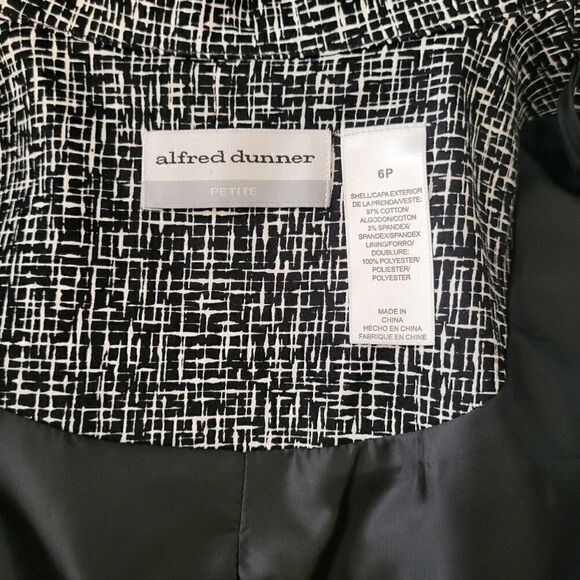 alfred dunner
PETITE
6P
SHELL/CAPA EXTERIOR
DE LA PRENDA/VESTE:
97% COTTON/
ALGODON/COTON
3% SPANDEX/
SPANDEX/SPANDEX
LINING/FORRO/
DOUBLURE:
100% POLYESTER/
POLIESTER/
POLYESTER
MADE IN
CHINA
HECHO EN CHINA
FABRIQUE EN CHINE